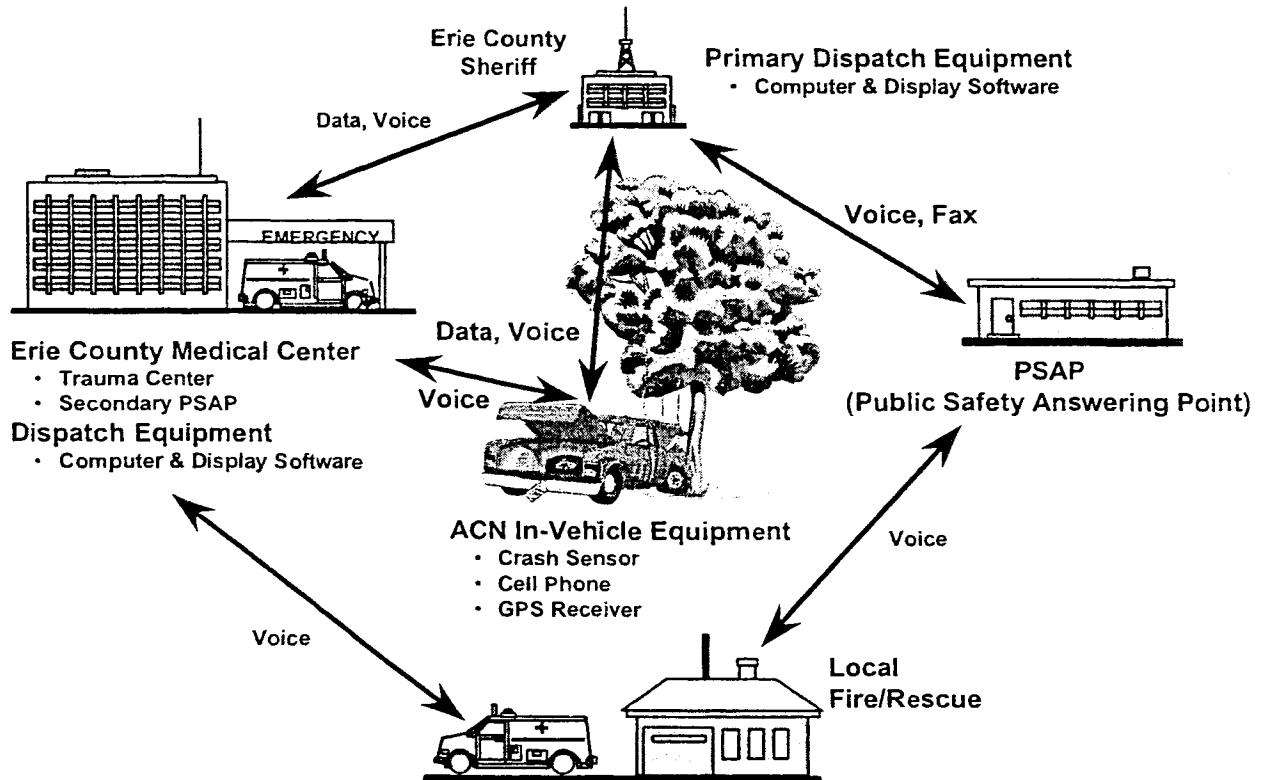 Erie County
Sheriff
Primary Dispatch Equipment
• Computer & Display Software
Data, Voice
Voice, Fax
EMERGENCY
Data, Voice
Erie County Medical Center
• Trauma Center
• Secondary PSAP
Dispatch Equipment
• Computer & Display Software
Voice
PSAP
(Public Safety Answering Point)
ACN In-Vehicle Equipment
• Crash Sensor
• Cell Phone
• GPS Receiver
Voice
Voice
Local
Fire/Rescue